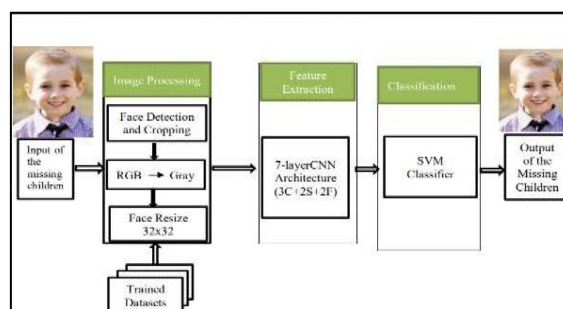 Input of
the missing
children
Image Processing
Face Detection
and Cropping
RGB → Gray
Face Resize
32x32
Trained
Datasets
Feature
Extraction
7-layerCNN
Architecture
(3C+2S+2F)
Classification
SVM
Classifier
Output
of the
Missing
Children